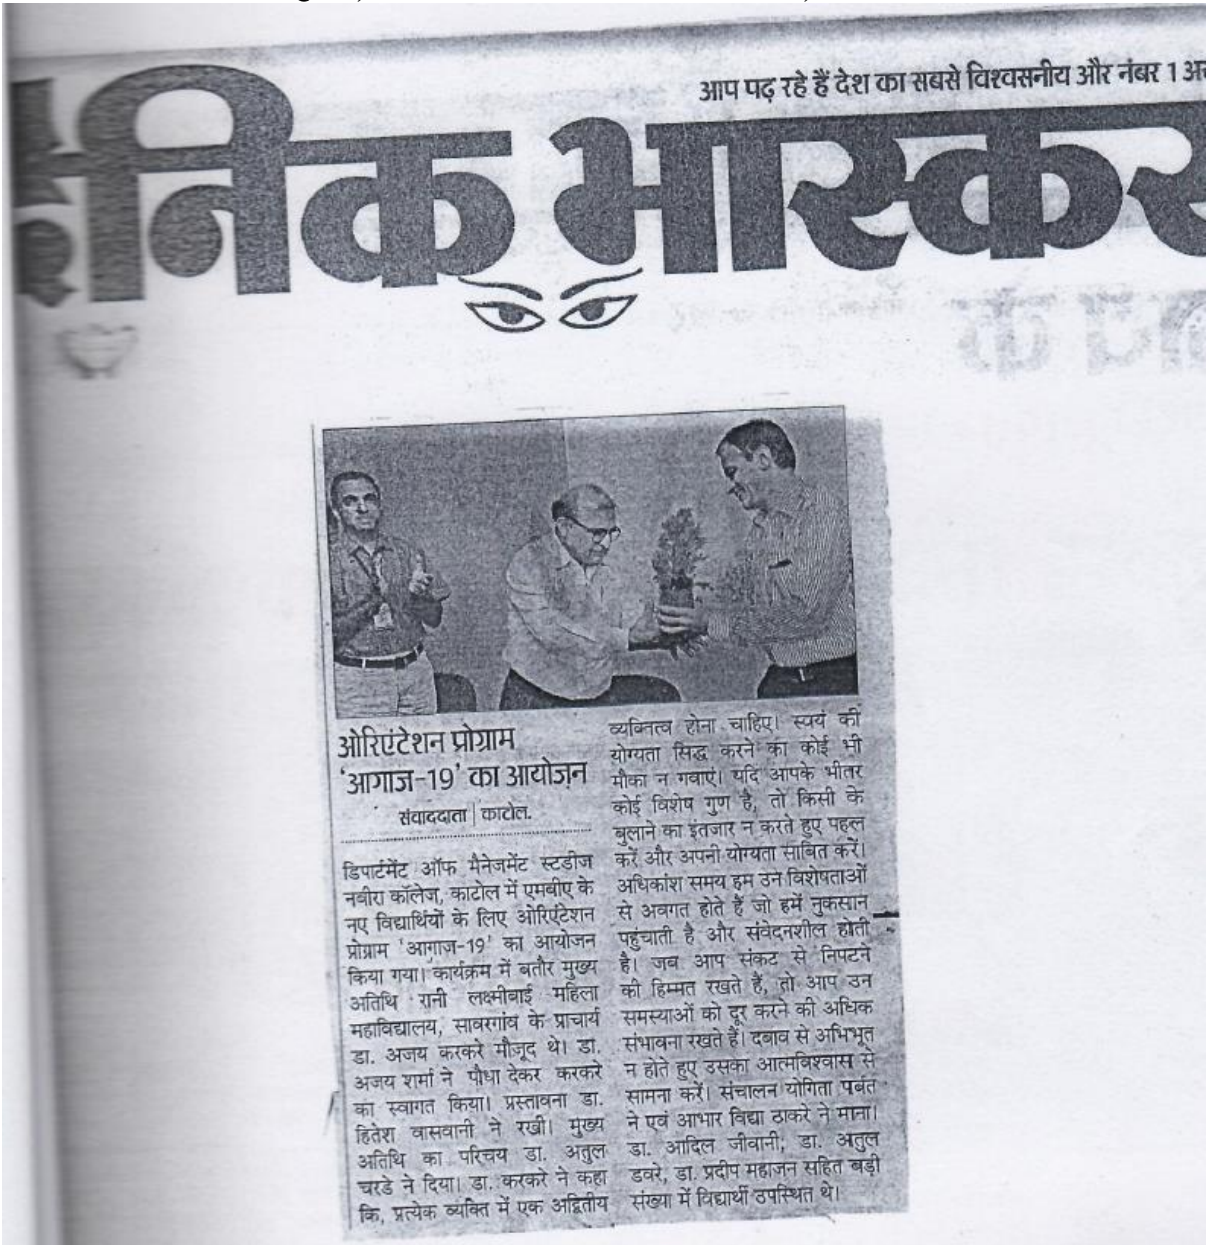 आप पढ़ रहे हैं देश का सबसे विश्वसनीय और नंबर 1
दैनिक भास्कर
ओरिएंटेशन प्रोग्राम
'आगाज-19' का आयोजन
संवाददाता | काटोल.
डिपार्टमेंट ऑफ मैनेजमेंट स्टडीज
नबीरा कॉलेज, काटोल में एमबीए के
नए विद्यार्थियों के लिए ओरिएंटेशन
प्रोग्राम 'आगाज-19' का आयोजन
किया गया। कार्यक्रम में बतौर मुख्य
अतिथि रानी लक्ष्मीबाई महिला
महाविद्यालय, सावरगांव के प्राचार्य
डा. अजय करकरे मौजूद थे। डा.
अजय शर्मा ने पौधा देकर करकरे
का स्वागत किया। प्रस्तावना डा.
हितेश वासवानी ने रखी। मुख्य
अतिथि का परिचय डा. अतुल
चरडे ने दिया। डा. करकरे ने कहा
कि, प्रत्येक व्यक्ति में एक अद्वितीय
व्यक्तित्व होना चाहिए। स्वयं की
योग्यता सिद्ध करने का कोई भी
मौका न गवाएं। यदि आपके भीतर
कोई विशेष गुण है, तो किसी के
बुलाने का इंतजार न करते हुए पहल
करें और अपनी योग्यता साबित करें।
अधिकांश समय हम उन विशेषताओं
से अवगत होते हैं जो हमें नुकसान
पहुंचाती है और संवेदनशील होती
है। जब आप संकट से निपटने
की हिम्मत रखते हैं, तो आप उन
समस्याओं को दूर करने की अधिक
संभावना रखते हैं। दबाव से अभिभूत
न होते हुए उसका आत्मविश्वास से
सामना करें। संचालन योगिता पर्बत
ने एवं आभार विद्या ठाकरे ने माना।
डा. आदिल जीवानी, डा. अतुल
डवरे, डा. प्रदीप महाजन सहित बड़ी
संख्या में विद्यार्थी उपस्थित थे।